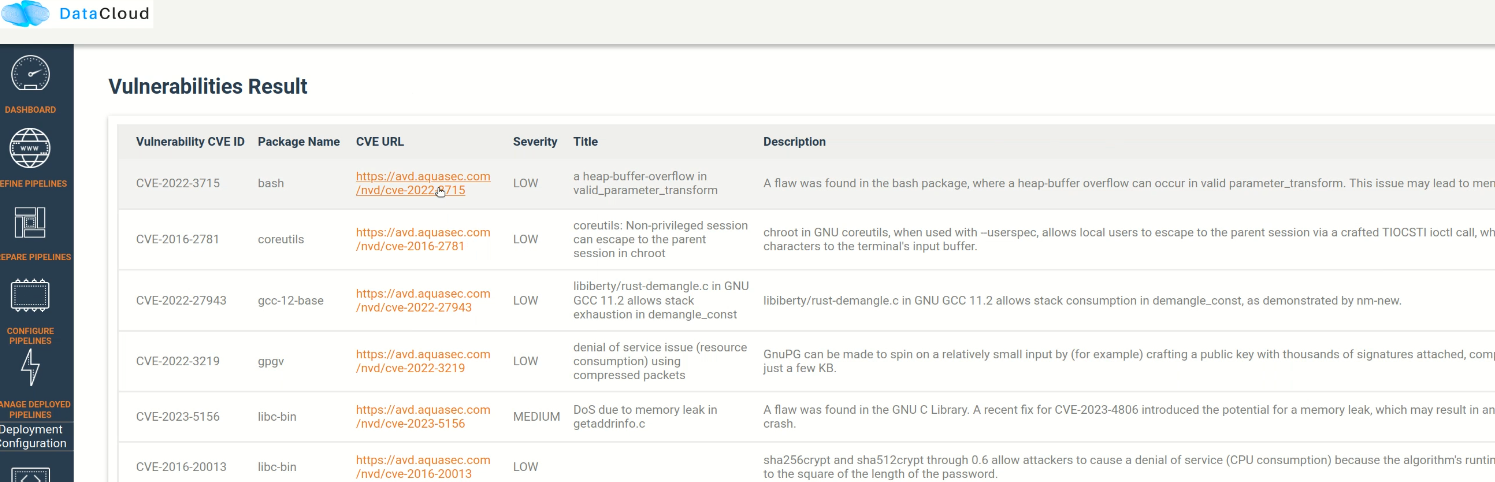 DataCloud
DASHBOARD
EFINE PIPELINES
EPARE PIPELINES
CONFIGURE
PIPELINES
ANAGE DEPLOYED
PIPELINES
Deployment
Configuration
Vulnerabilities Result
Vulnerability CVE ID Package Name CVE URL Severity Title Description
CVE-2022-3715 bash https://avd.aquasec.com LOW a heap-buffer-overflow in A flaw was found in the bash package, where a heap-buffer overflow can occur in valid parameter_transform. This issue may lead to mem
/nvd/cve-2022-3715 valid_parameter_transform
CVE-2016-2781 coreutils https://avd.aquasec.com LOW coreutils: Non-privileged session chroot in GNU coreutils, when used with --userspec, allows local users to escape to the parent session via a crafted TIOCSTI ioctl call, wh
/nvd/cve-2016-2781 can escape to the parent characters to the terminal's input buffer.
session in chroot
CVE-2022-27943 gcc-12-base https://avd.aquasec.com LOW libiberty/rust-demangle.c in GNU libiberty/rust-demangle.c in GNU GCC 11.2 allows stack consumption in demangle_const, as demonstrated by nm-new.
/nvd/cve-2022-27943 GCC 11.2 allows stack
exhaustion in demangle_const
CVE-2022-3219 gpgv https://avd.aquasec.com LOW denial of service issue (resource GnuPG can be made to spin on a relatively small input by (for example) crafting a public key with thousands of signatures attached, comp
/nvd/cve-2022-3219 consumption) using just a few KB.
compressed packets
CVE-2023-5156 libc-bin https://avd.aquasec.com MEDIUM DoS due to memory leak in A flaw was found in the GNU C Library. A recent fix for CVE-2023-4806 introduced the potential for a memory leak, which may result in an
/nvd/cve-2023-5156 getaddrinfo.c crash.
CVE-2016-20013 libc-bin https://avd.aquasec.com LOW sha256crypt and sha512crypt through 0.6 allow attackers to cause a denial of service (CPU consumption) because the algorithm's runtin
/nvd/cve-2016-20013 to the square of the length of the password.